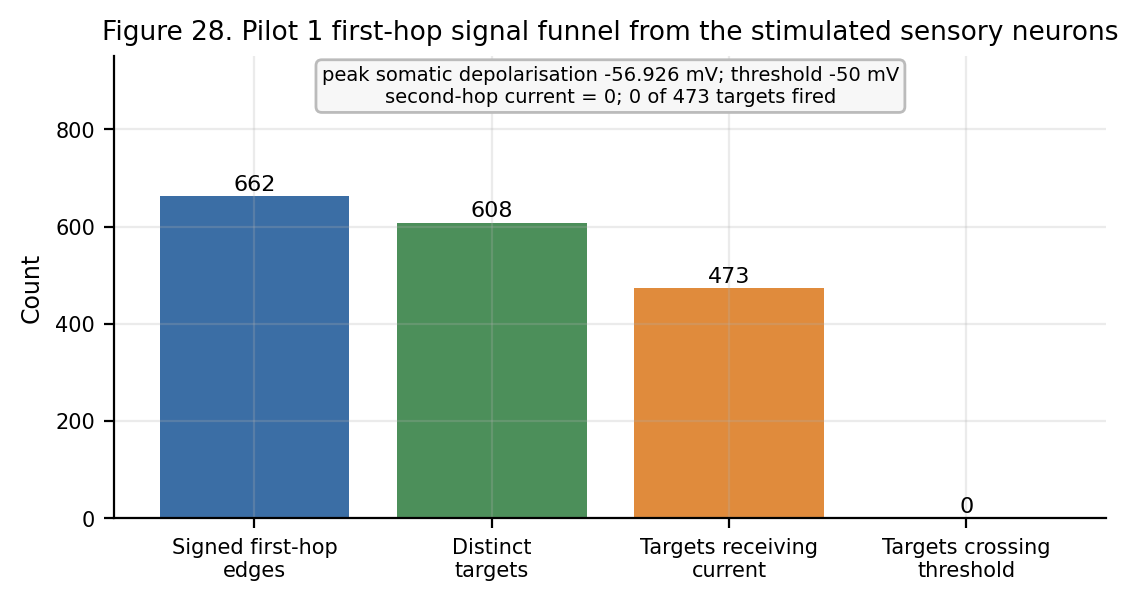 Figure 28. Pilot 1 first-hop signal funnel from the stimulated sensory neurons
peak somatic depolarisation -56.926 mV; threshold -50 mV
second-hop current = 0; 0 of 473 targets fired
Count
800
600
400
200
0
662
608
473
0
Signed first-hop
edges
Distinct
targets
Targets receiving
current
Targets crossing
threshold